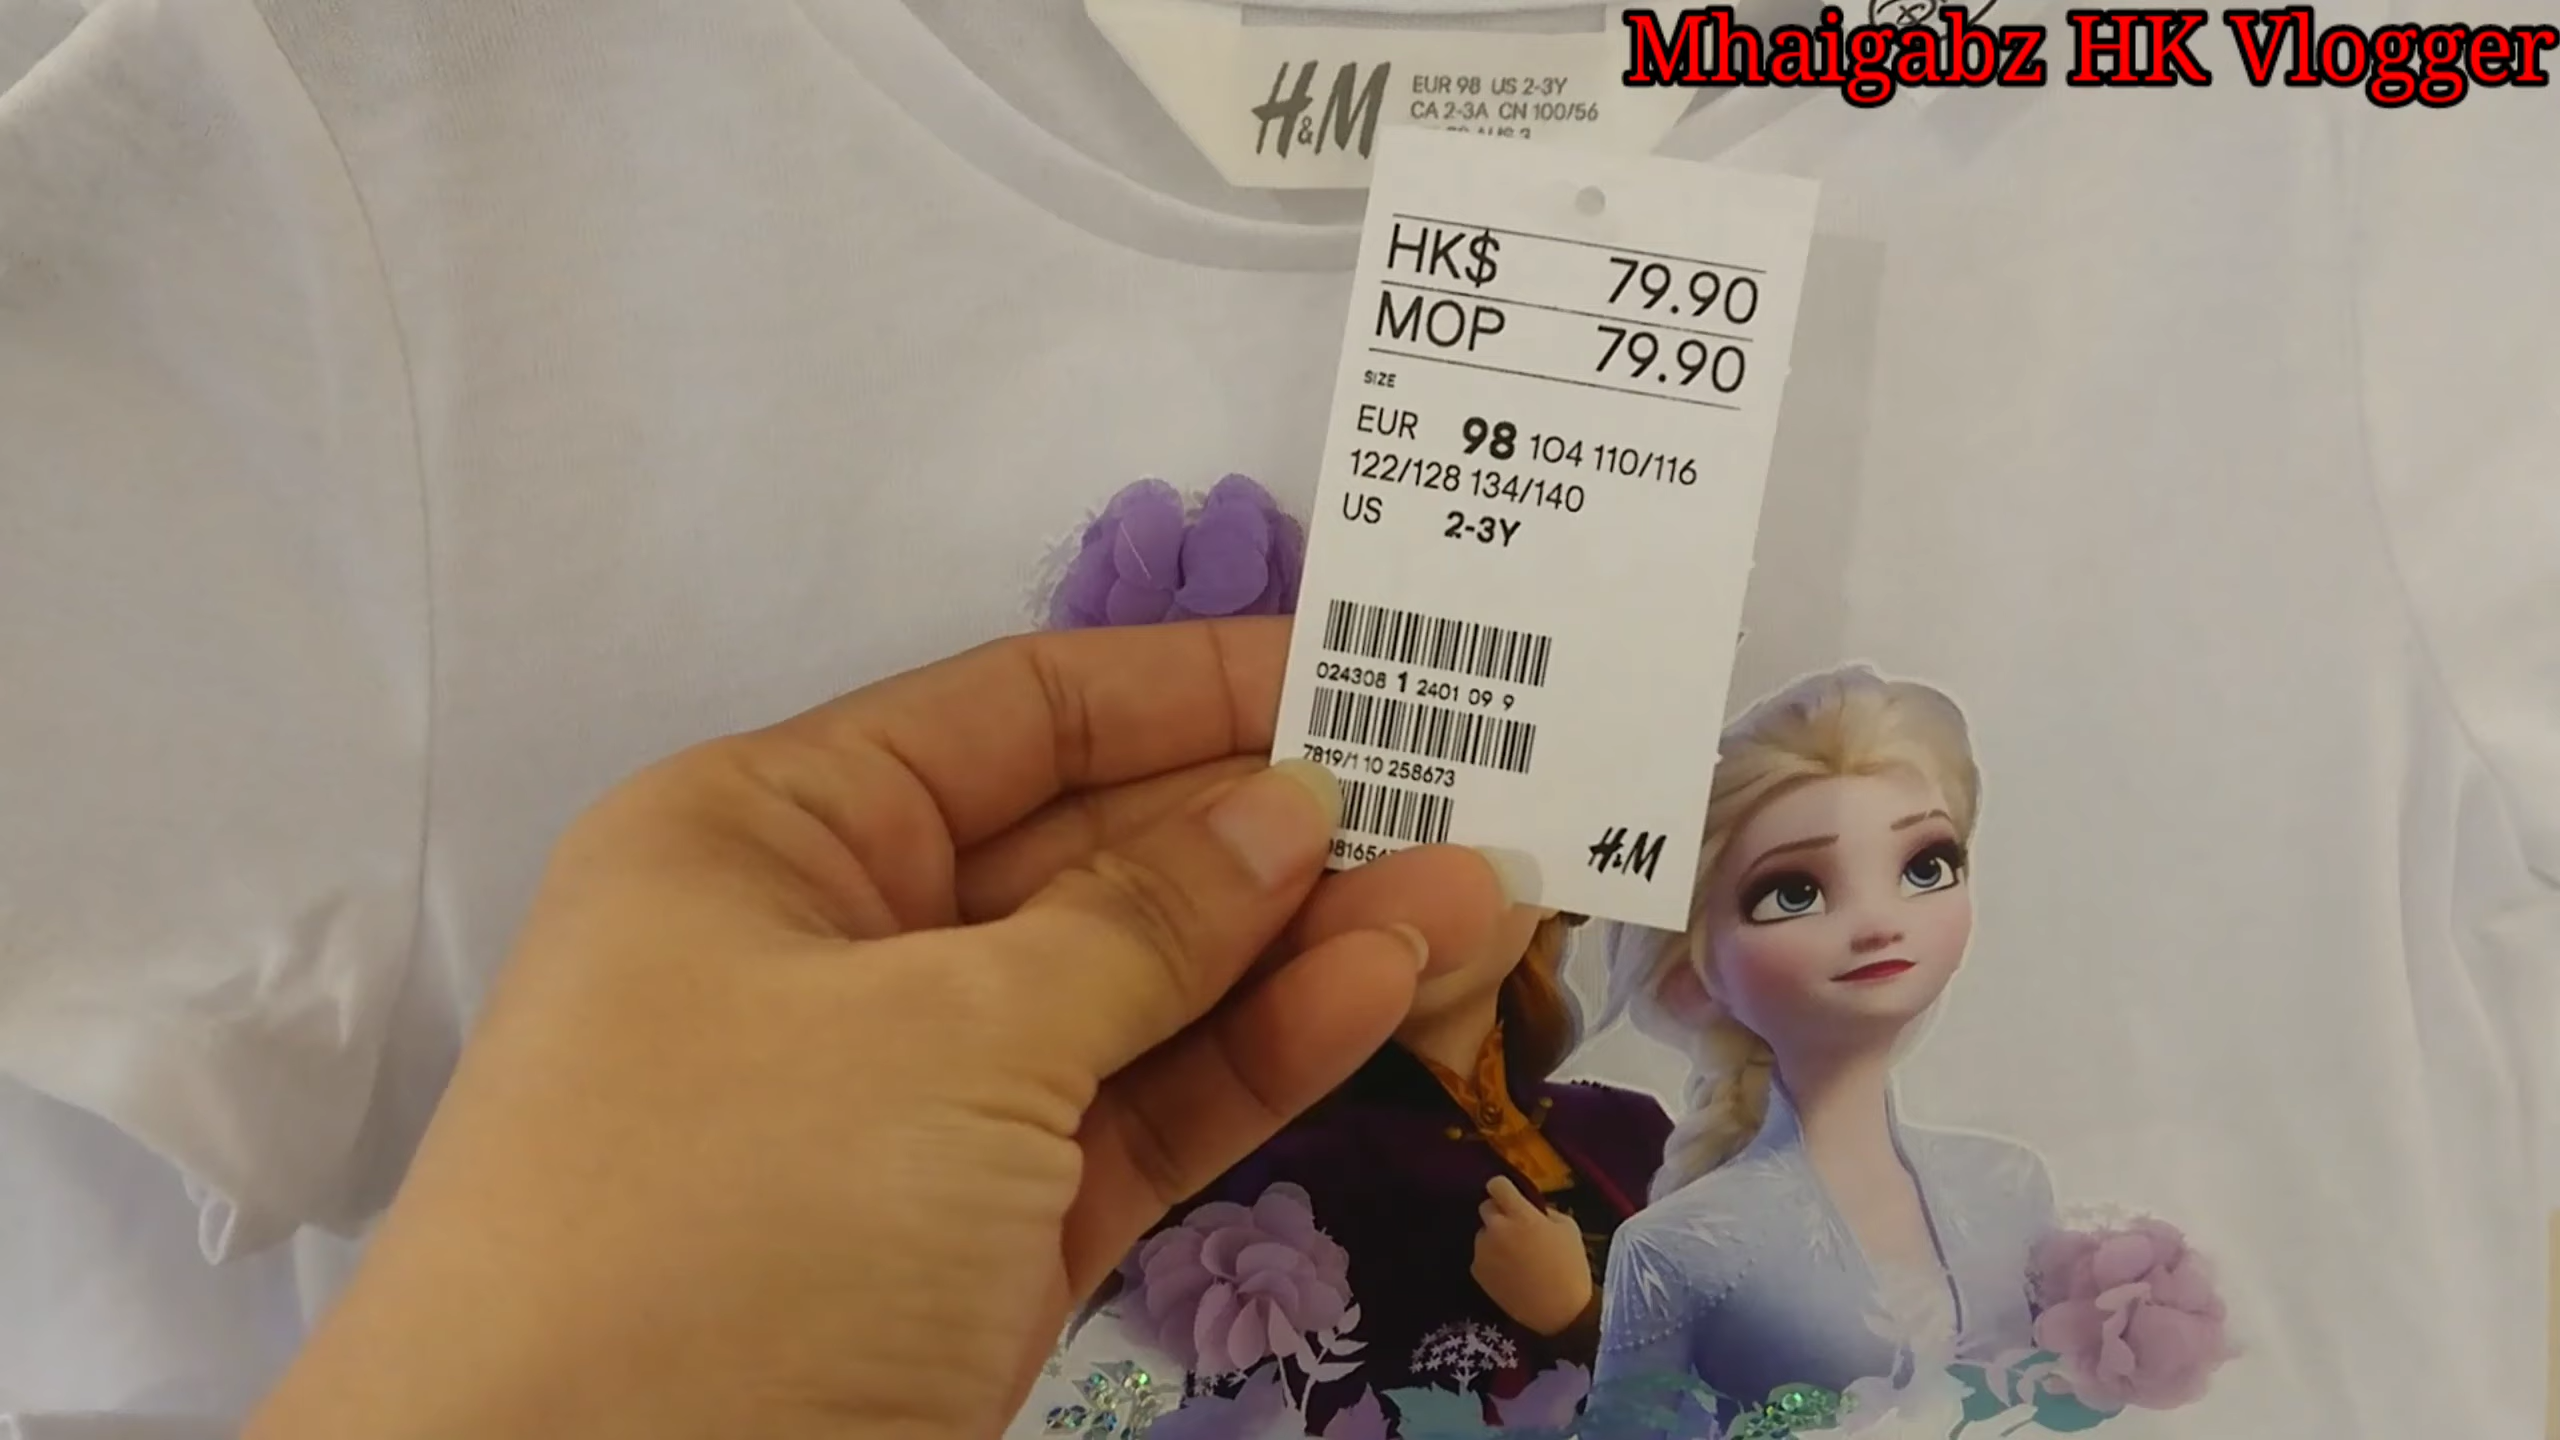 Mhaigabz HK Vlogger
H&M
EUR 98 US 2-3Y
CA 2-3A CN 100/56
HK$ 79.90
MOP 79.90
SIZE
EUR 98 104 110/116
122/128 134/140
US 2-3Y
024308 1 2401 09 9
7819/1 10 258673
H&M